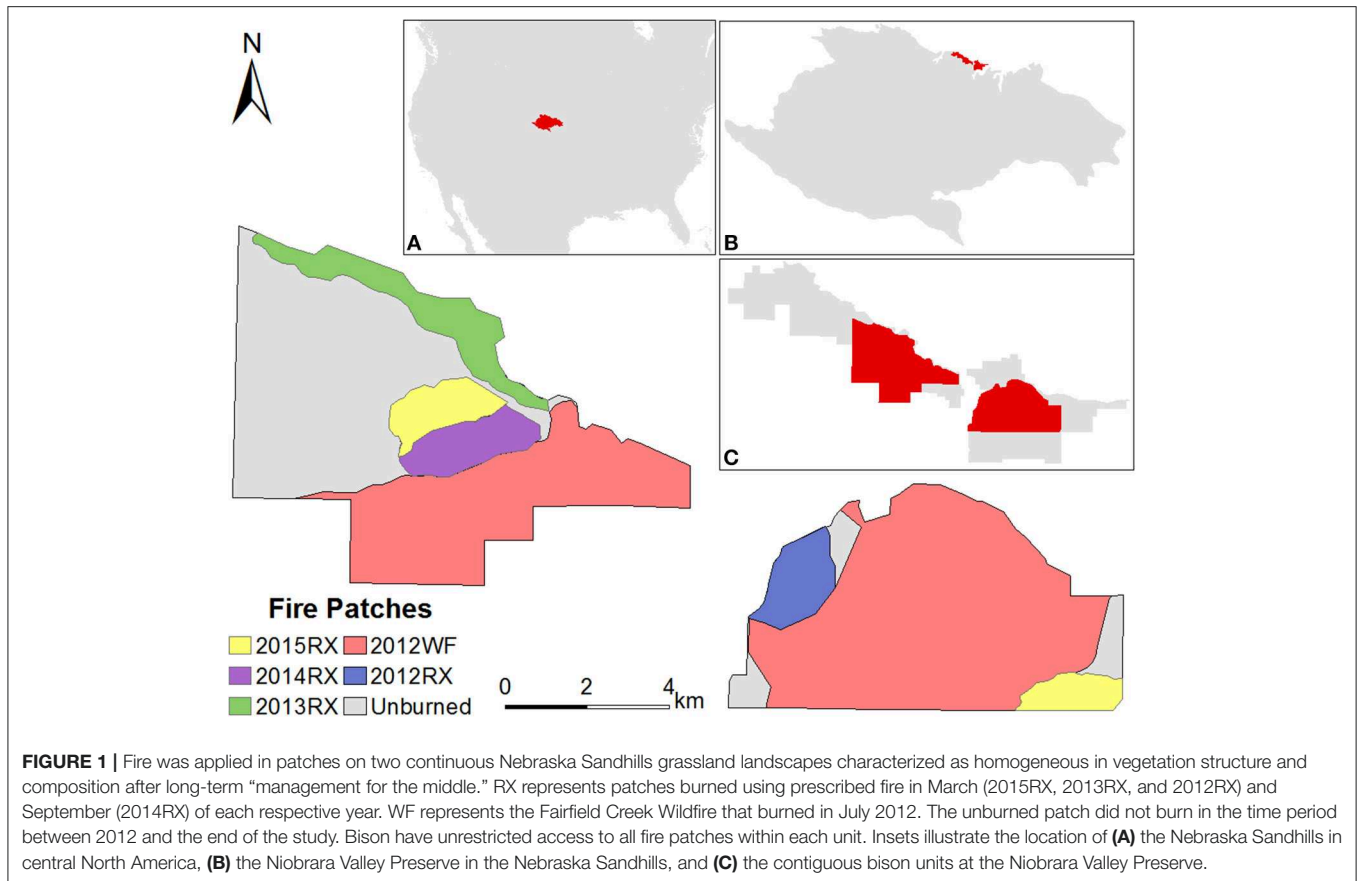 N
A
B
C
Fire Patches
2015RX 2012WF
2014RX 2012RX
2013RX Unburned
0 2 4 km
FIGURE 1 | Fire was applied in patches on two continuous Nebraska Sandhills grassland landscapes characterized as homogeneous in vegetation structure and
composition after long-term “management for the middle.” RX represents patches burned using prescribed fire in March (2015RX, 2013RX, and 2012RX) and
September (2014RX) of each respective year. WF represents the Fairfield Creek Wildfire that burned in July 2012. The unburned patch did not burn in the time period
between 2012 and the end of the study. Bison have unrestricted access to all fire patches within each unit. Insets illustrate the location of (A) the Nebraska Sandhills in
central North America, (B) the Niobrara Valley Preserve in the Nebraska Sandhills, and (C) the contiguous bison units at the Niobrara Valley Preserve.